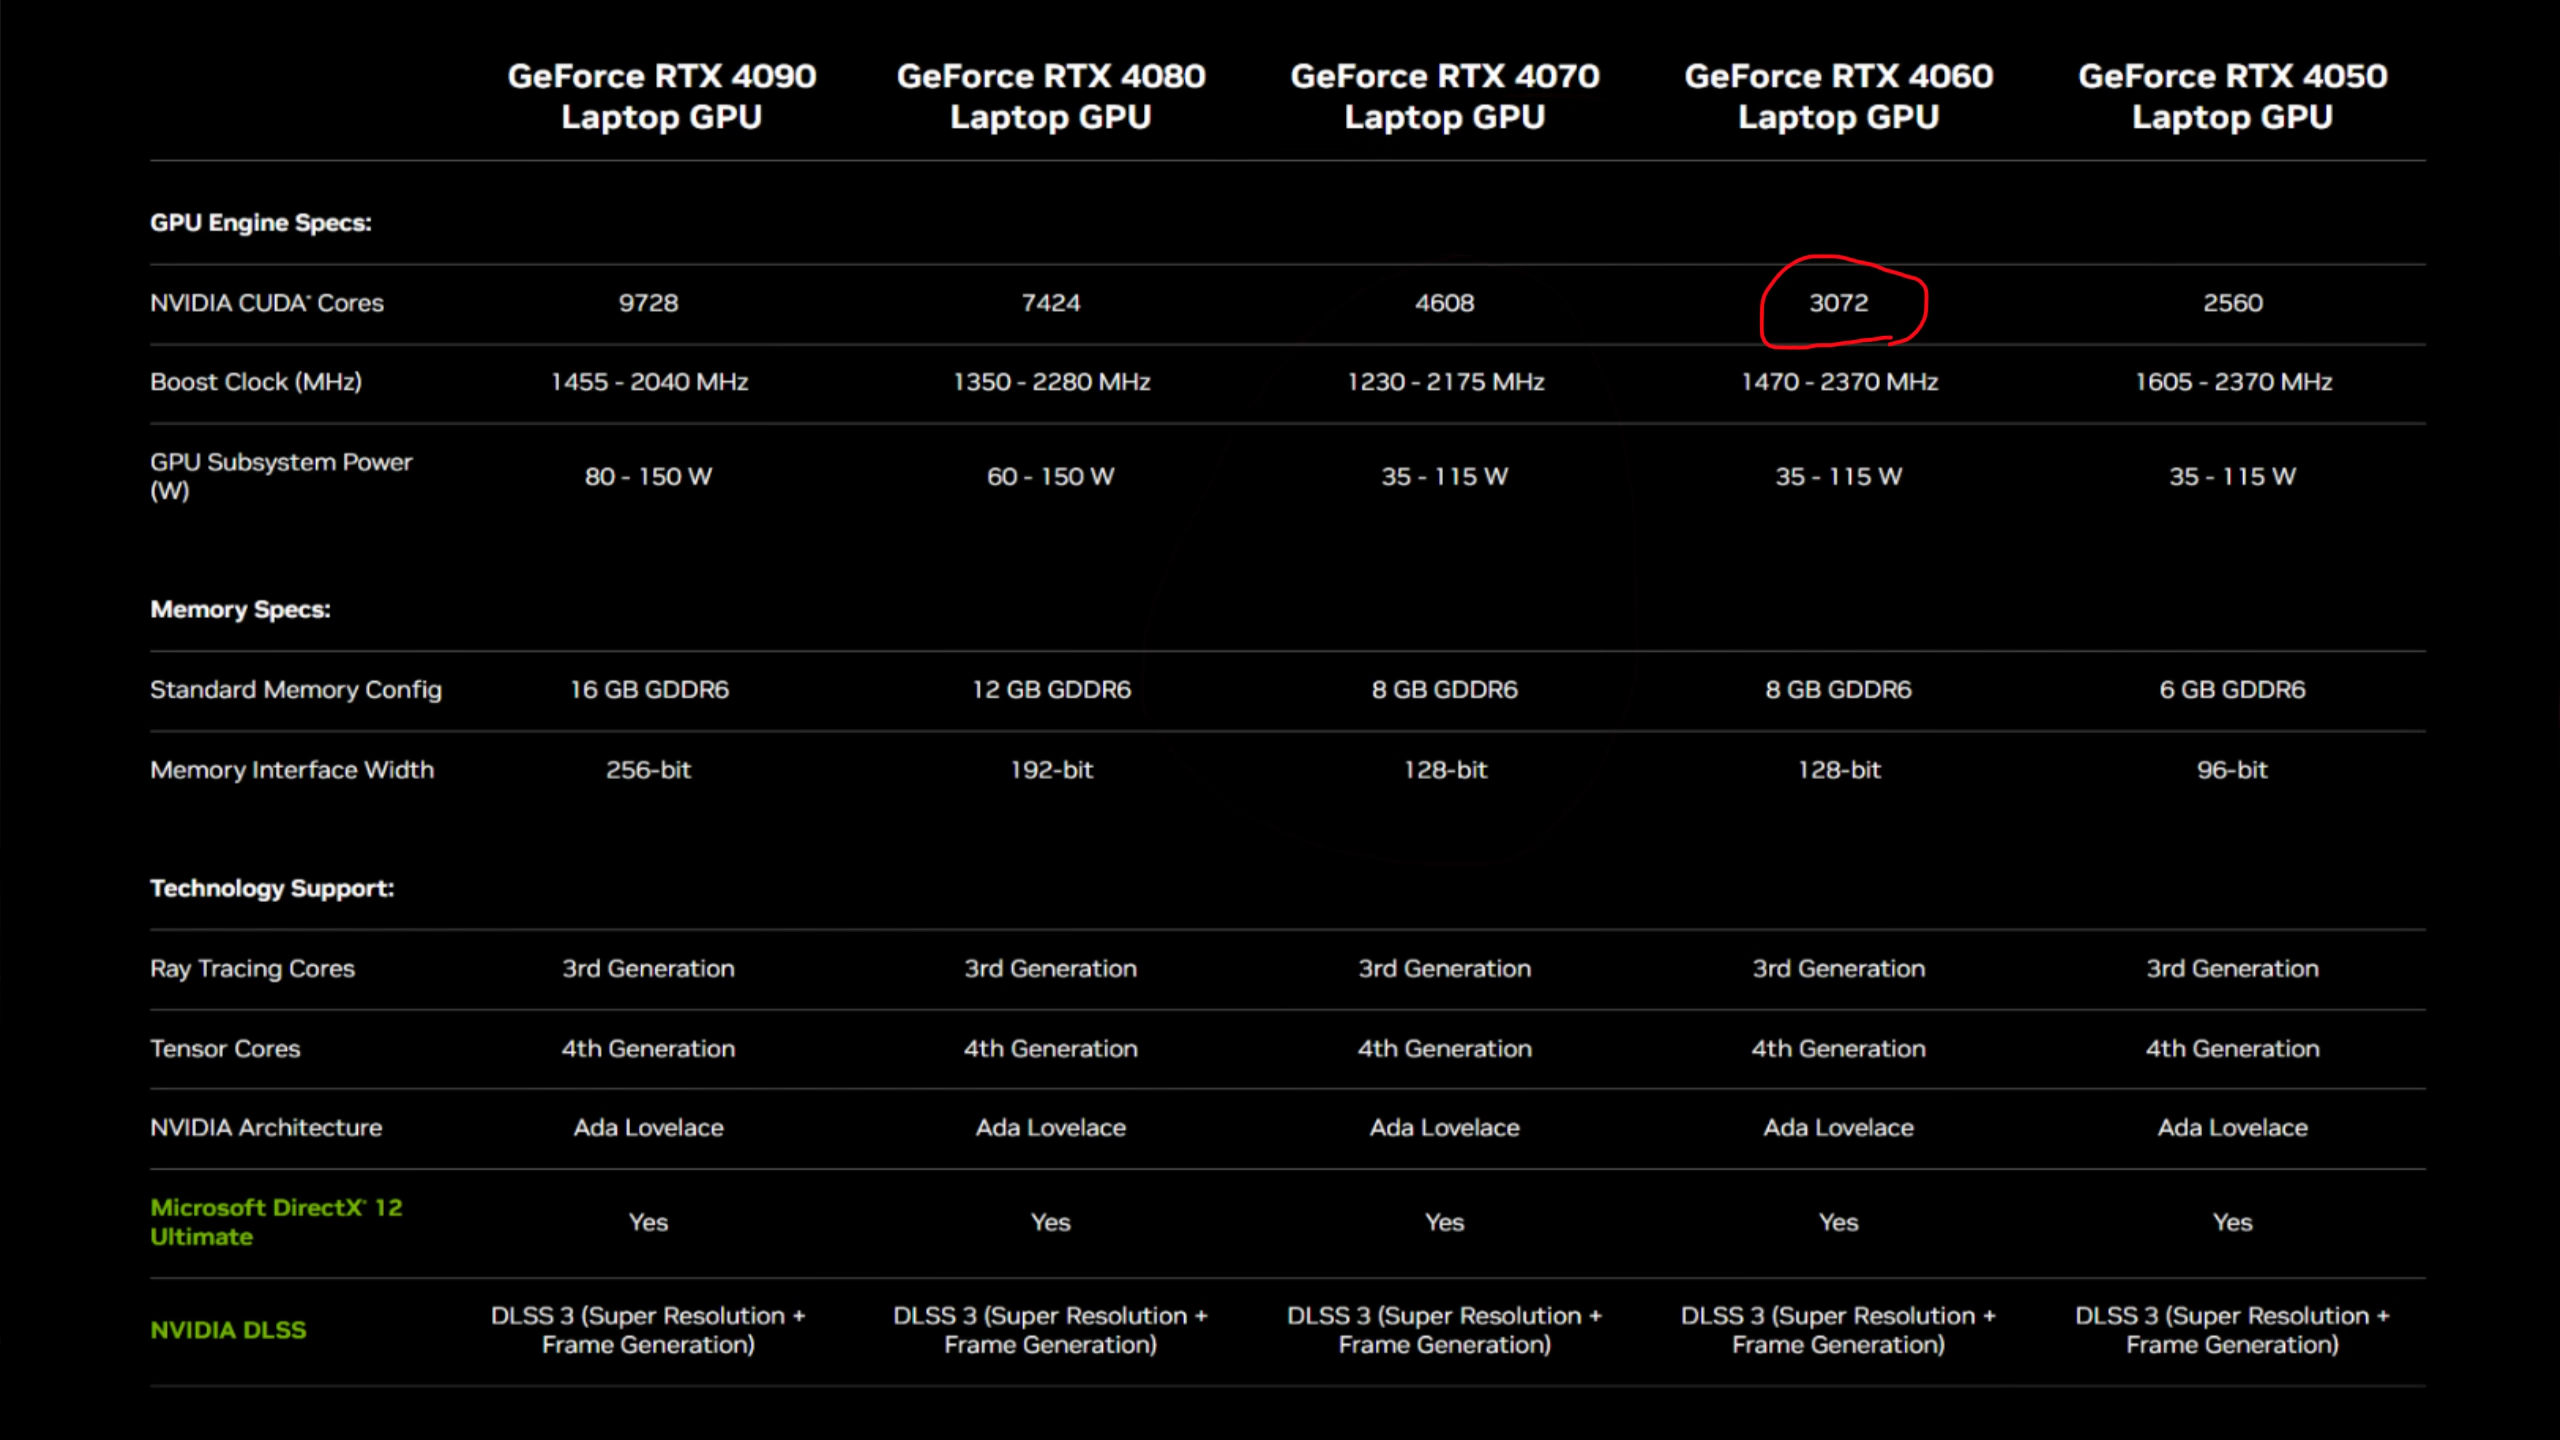 GeForce RTX 4090 Laptop GPU GeForce RTX 4080 Laptop GPU GeForce RTX 4070 Laptop GPU GeForce RTX 4060 Laptop GPU GeForce RTX 4050 Laptop GPU
GPU Engine Specs:
NVIDIA CUDA® Cores 9728 7424 4608 3072 2560
Boost Clock (MHz) 1455 - 2040 MHz 1350 - 2280 MHz 1230 - 2175 MHz 1470 - 2370 MHz 1605 - 2370 MHz
GPU Subsystem Power (W) 80 - 150 W 60 - 150 W 35 - 115 W 35 - 115 W 35 - 115 W
Memory Specs:
Standard Memory Config 16 GB GDDR6 12 GB GDDR6 8 GB GDDR6 8 GB GDDR6 6 GB GDDR6
Memory Interface Width 256-bit 192-bit 128-bit 128-bit 96-bit
Technology Support:
Ray Tracing Cores 3rd Generation 3rd Generation 3rd Generation 3rd Generation 3rd Generation
Tensor Cores 4th Generation 4th Generation 4th Generation 4th Generation 4th Generation
NVIDIA Architecture Ada Lovelace Ada Lovelace Ada Lovelace Ada Lovelace Ada Lovelace
Microsoft DirectX® 12 Ultimate Yes Yes Yes Yes Yes
NVIDIA DLSS DLSS 3 (Super Resolution + Frame Generation) DLSS 3 (Super Resolution + Frame Generation) DLSS 3 (Super Resolution + Frame Generation) DLSS 3 (Super Resolution + Frame Generation) DLSS 3 (Super Resolution + Frame Generation)